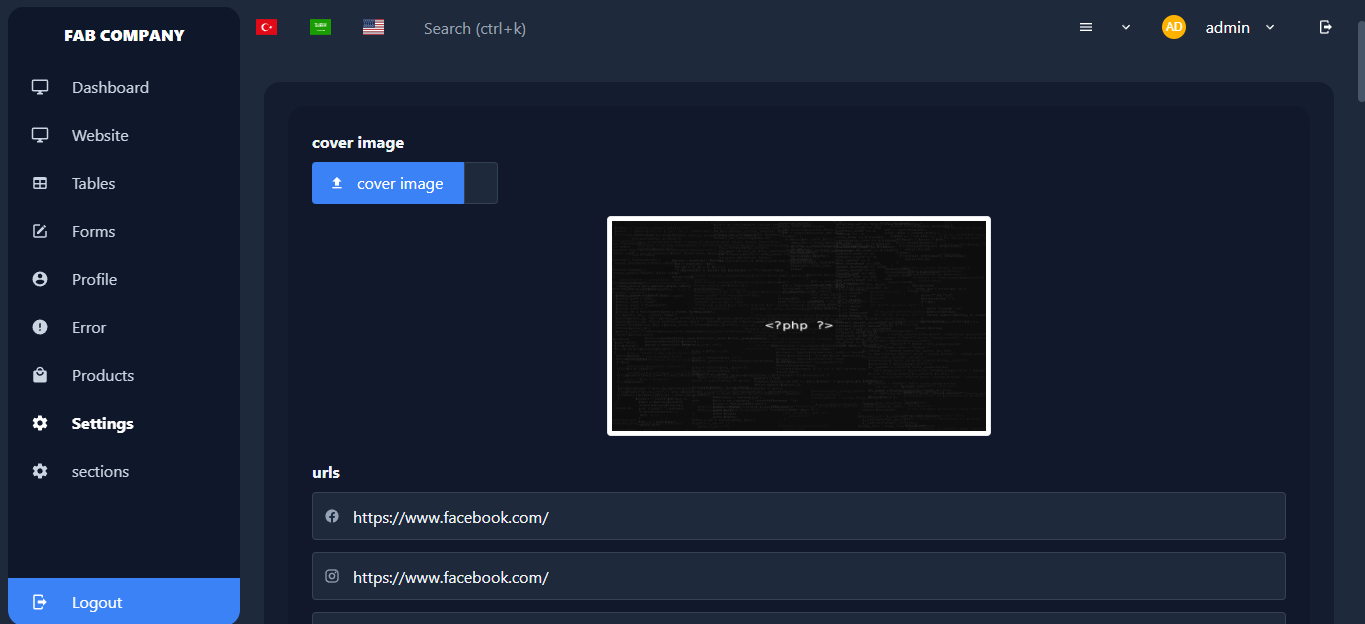 FAB COMPANY
Dashboard
Website
Tables
Forms
Profile
Error
Products
Settings
sections
Logout
Search (ctrl+k)
AD
admin
cover image
cover image
<?php ?>
urls
https://www.facebook.com/
https://www.facebook.com/